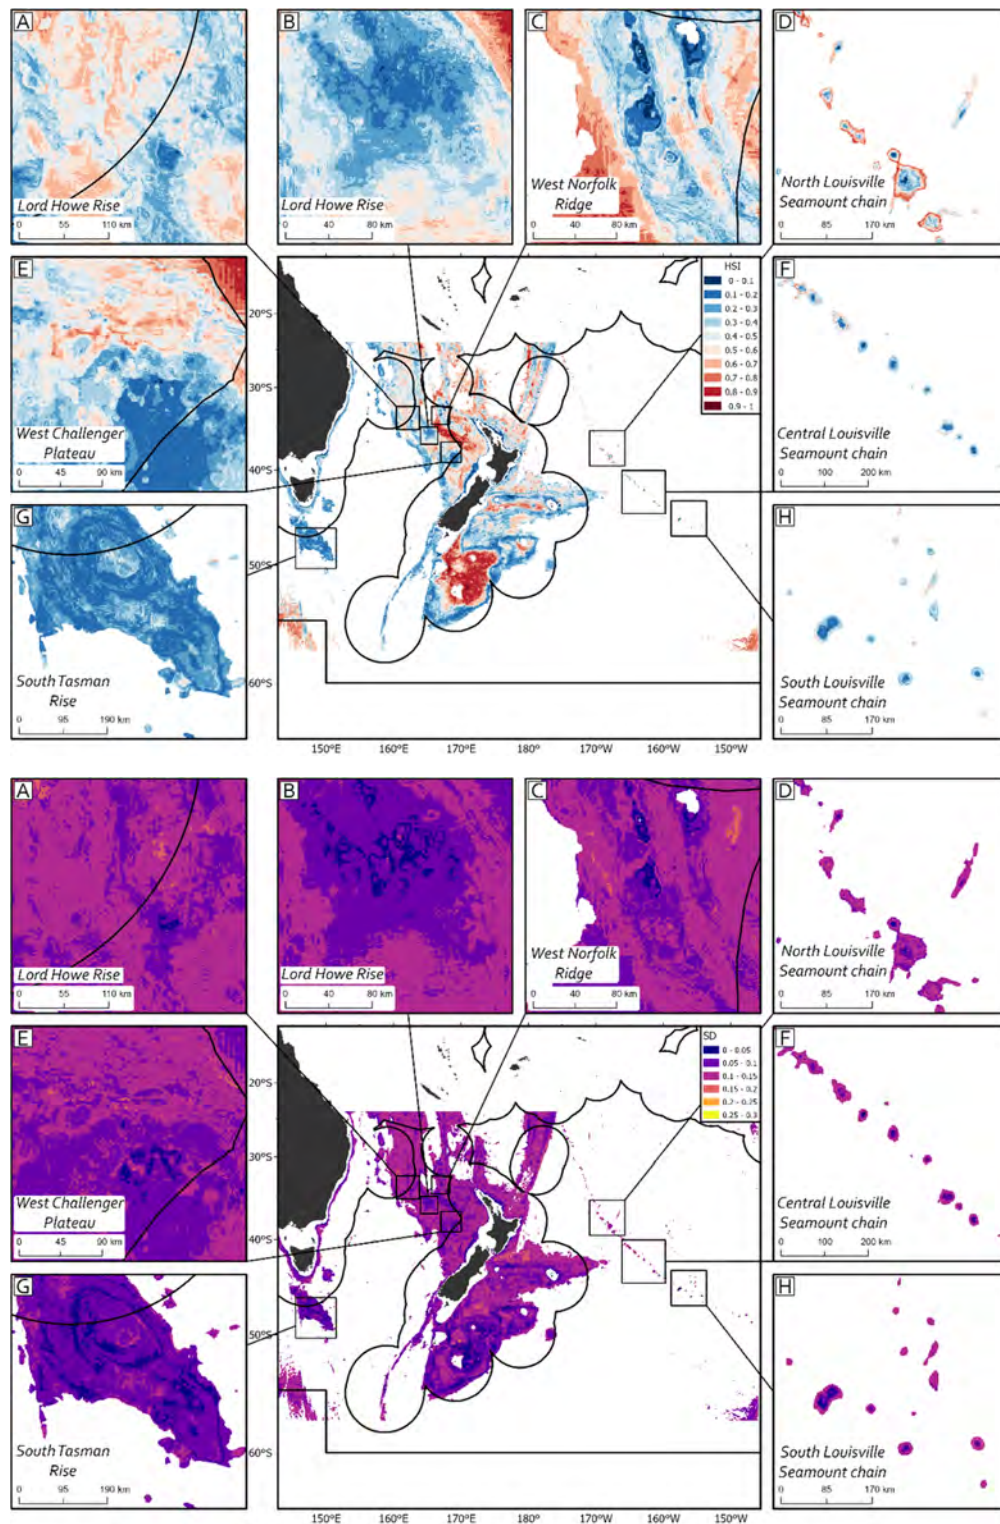 A
Lord Howe Rise
0 55 110 km
B
Lord Howe Rise
0 40 80 km
C
West Norfolk
Ridge
0 40 80 km
D
North Louisville
Seamount chain
0 85 170 km
E
West Challenger
Plateau
0 45 90 km
HSI
0 - 0.1
0.1 - 0.2
0.2 - 0.3
0.3 - 0.4
0.4 - 0.5
0.5 - 0.6
0.6 - 0.7
0.7 - 0.8
0.8 - 0.9
0.9 - 1
20°S
30°S
40°S
50°S
60°S
150°E 160°E 170°E 180° 170°W 160°W 150°W
F
Central Louisville
Seamount chain
0 100 200 km
G
South Tasman
Rise
0 95 190 km
H
South Louisville
Seamount chain
0 85 170 km
A
Lord Howe Rise
0 55 110 km
B
Lord Howe Rise
0 40 80 km
C
West Norfolk
Ridge
0 40 80 km
D
North Louisville
Seamount chain
0 85 170 km
E
West Challenger
Plateau
0 45 90 km
SD
0 - 0.05
0.05 - 0.1
0.1 - 0.15
0.15 - 0.2
0.2 - 0.25
0.25 - 0.3
20°S
30°S
40°S
50°S
60°S
150°E 160°E 170°E 180° 170°W 160°W 150°W
F
Central Louisville
Seamount chain
0 100 200 km
G
South Tasman
Rise
0 95 190 km
H
South Louisville
Seamount chain
0 85 170 km